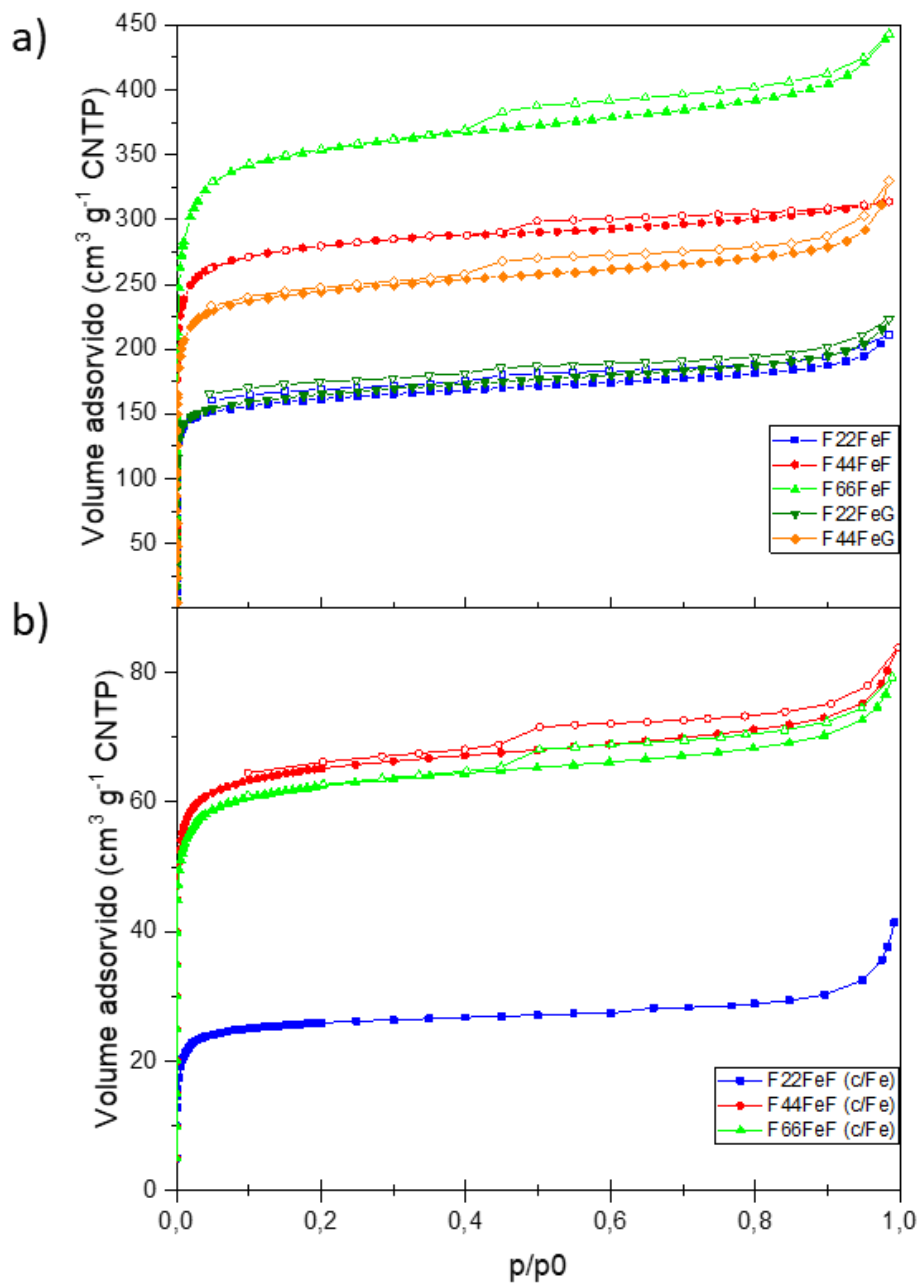 a)
450
400
350
300
250
200
150
100
50
Volume adsorvido (cm³ g⁻¹ CNTP)
F22FeF
F44FeF
F66FeF
F22FeG
F44FeG
b)
80
60
40
20
0
Volume adsorvido (cm³ g⁻¹ CNTP)
F22FeF (c/Fe)
F44FeF (c/Fe)
F66FeF (c/Fe)
0,0 0,2 0,4 0,6 0,8 1,0
p/p0